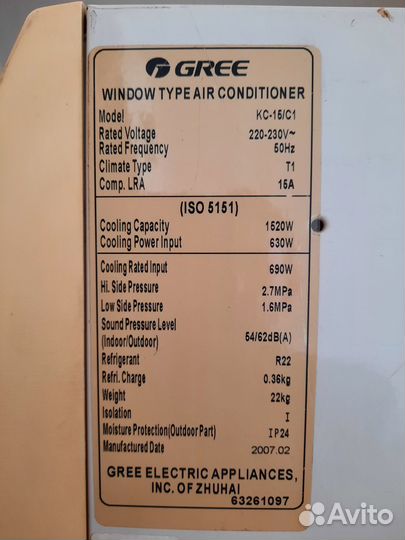 GREE
WINDOW TYPE AIR CONDITIONER
Model KC-15/C1
Rated Voltage 220-230V~
Rated Frequency 50Hz
Climate Type T1
Comp. LRA 15A
(ISO 5151)
Cooling Capacity 1520W
Cooling Power Input 630W
Cooling Rated Input 690W
Hi. Side Pressure 2.7MPa
Low Side Pressure 1.6MPa
Sound Pressure Level
(Indoor/Outdoor) 54/62dB(A)
Refrigerant R22
Refri. Charge 0.36kg
Weight 22kg
Isolation I
Moisture Protection(Outdoor Part) IP24
Manufactured Date 2007.02
GREE ELECTRIC APPLIANCES,
INC. OF ZHUHAI
63261097
Avito